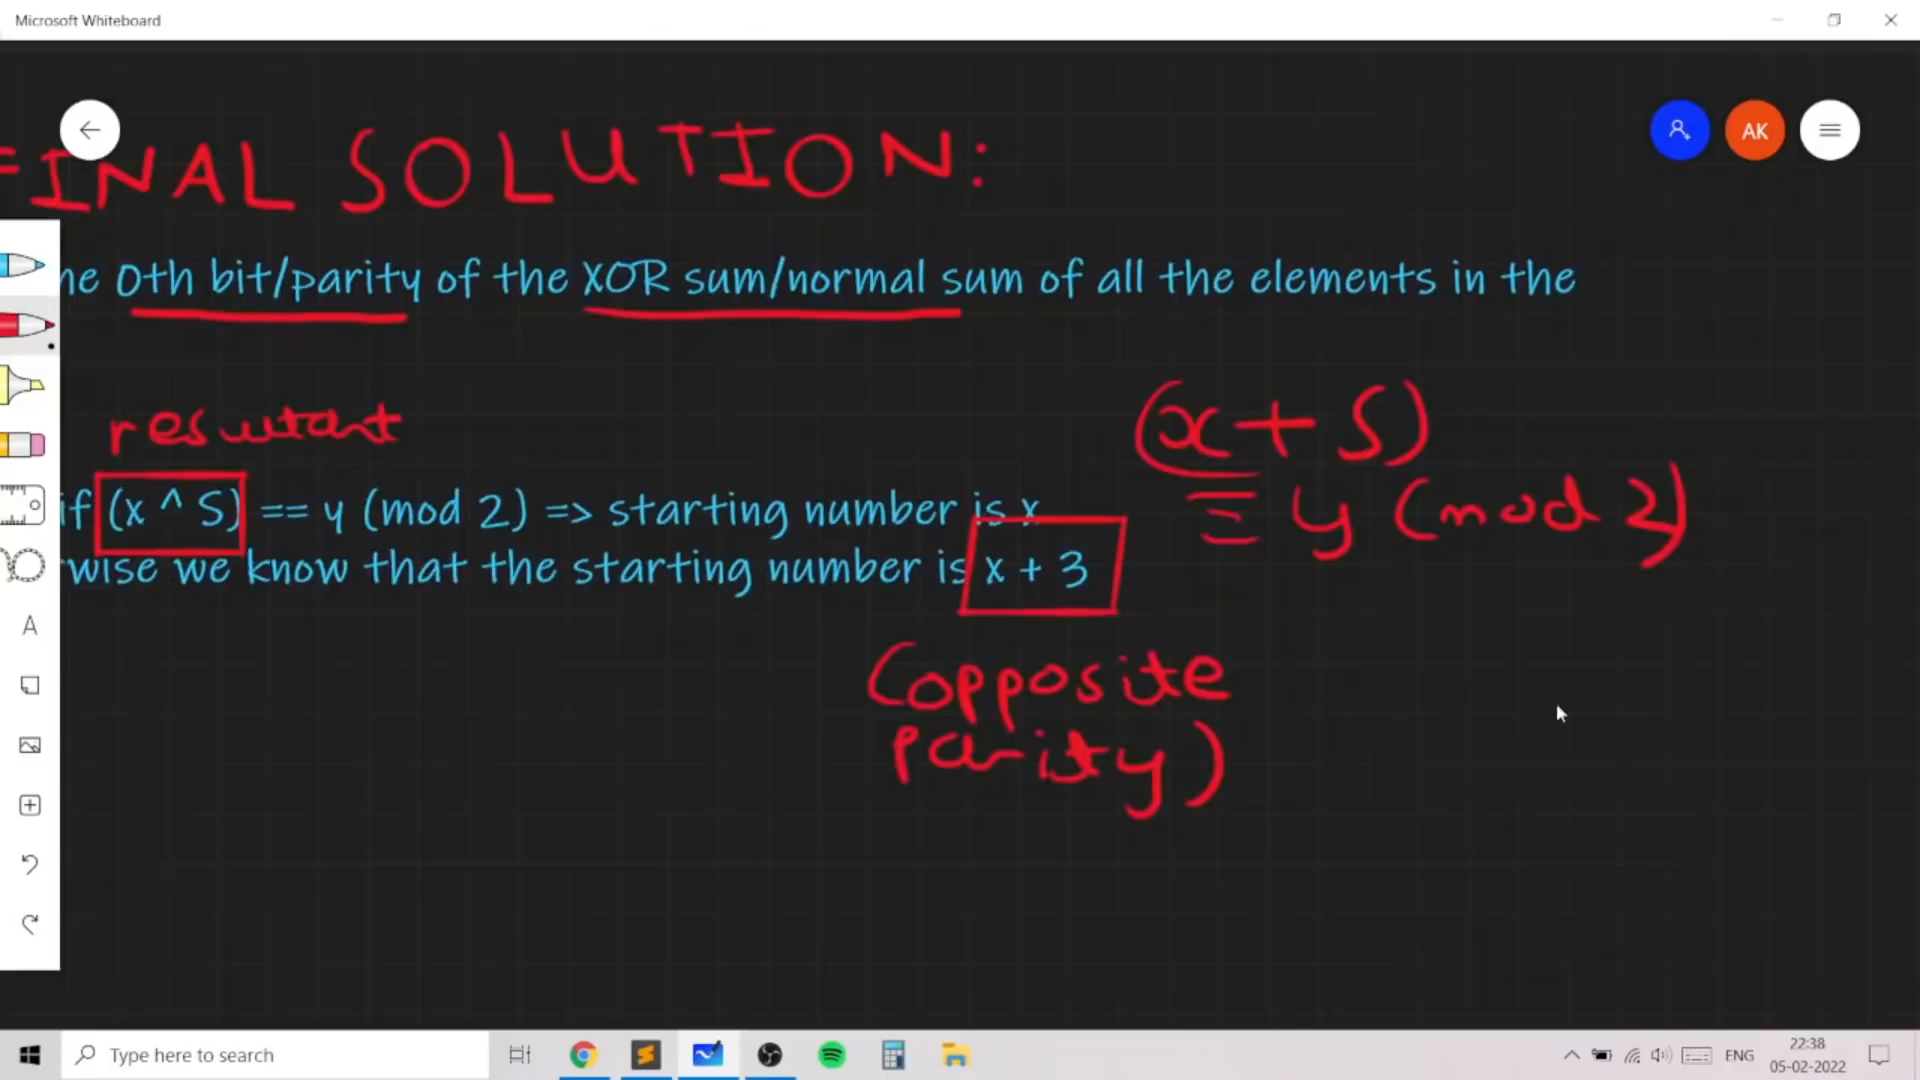 Microsoft Whiteboard
AK
FINAL SOLUTION:
he 0th bit/parity of the XOR sum/normal sum of all the elements in the
resultant
(x + S)
if (x ^ S) == y (mod 2) => starting number is x
≡ y (mod 2)
wise we know that the starting number is x + 3
(opposite
parity)
A
Type here to search
ENG
22:38
05-02-2022